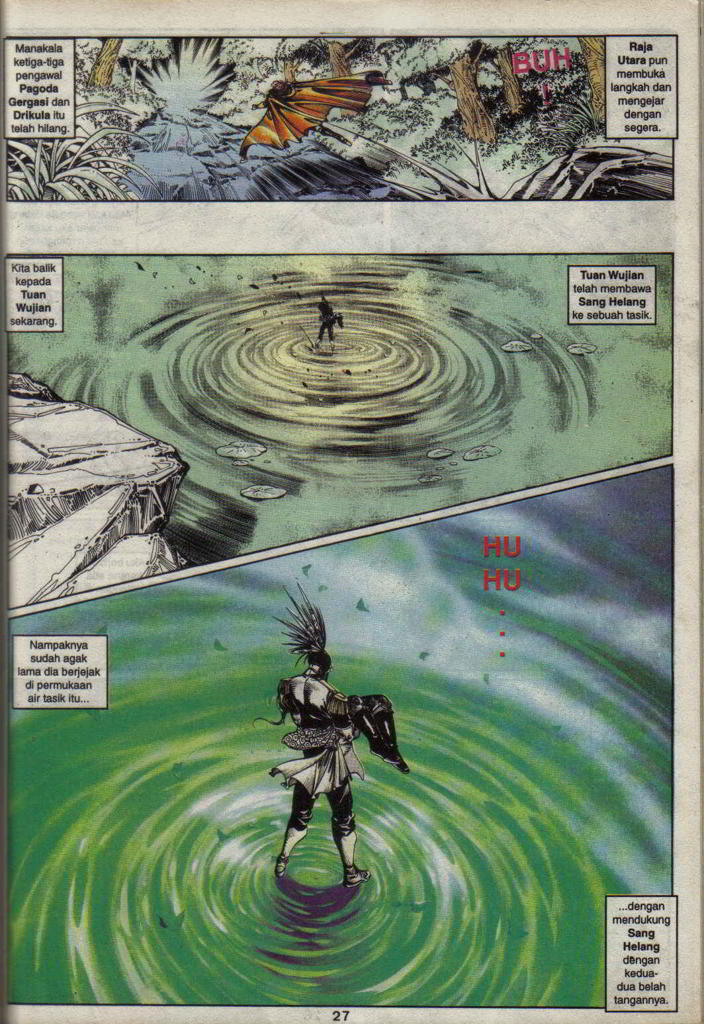 Manakala
ketiga-tiga
pengawal
Pagoda
Gergasi dan
Drikula itu
telah hilang.
BUH
!
Raja
Utara pun
membuka
langkah dan
mengejar
dengan
segera.
Kita balik
kepada
Tuan
Wujian
sekarang.
Tuan Wujian
telah membawa
Sang Helang
ke sebuah tasik.
HU
HU
.
.
.
Nampaknya
sudah agak
lama dia berjejak
di permukaan
air tasik itu...
...dengan
mendukung
Sang
Helang
dengan
kedua-
dua belah
tangannya.
27